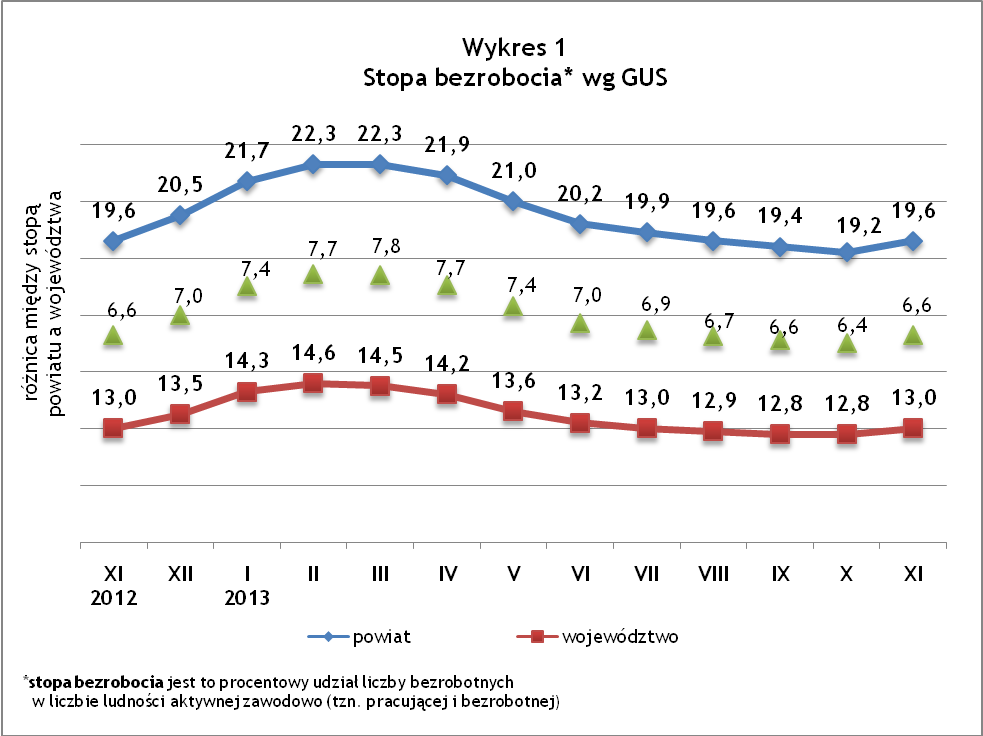 Wykres 1
Stopa bezrobocia* wg GUS
różnica między stopą
powiatu a województwa
19,6 20,5 21,7 22,3 22,3 21,9 21,0 20,2 19,9 19,6 19,4 19,2 19,6
6,6 7,0 7,4 7,7 7,8 7,7 7,4 7,0 6,9 6,7 6,6 6,4 6,6
13,0 13,5 14,3 14,6 14,5 14,2 13,6 13,2 13,0 12,9 12,8 12,8 13,0
XI XII I II III IV V VI VII VIII IX X XI
2012 2013
powiat województwo
*stopa bezrobocia jest to procentowy udział liczby bezrobotnych
w liczbie ludności aktywnej zawodowo (tzn. pracującej i bezrobotnej)